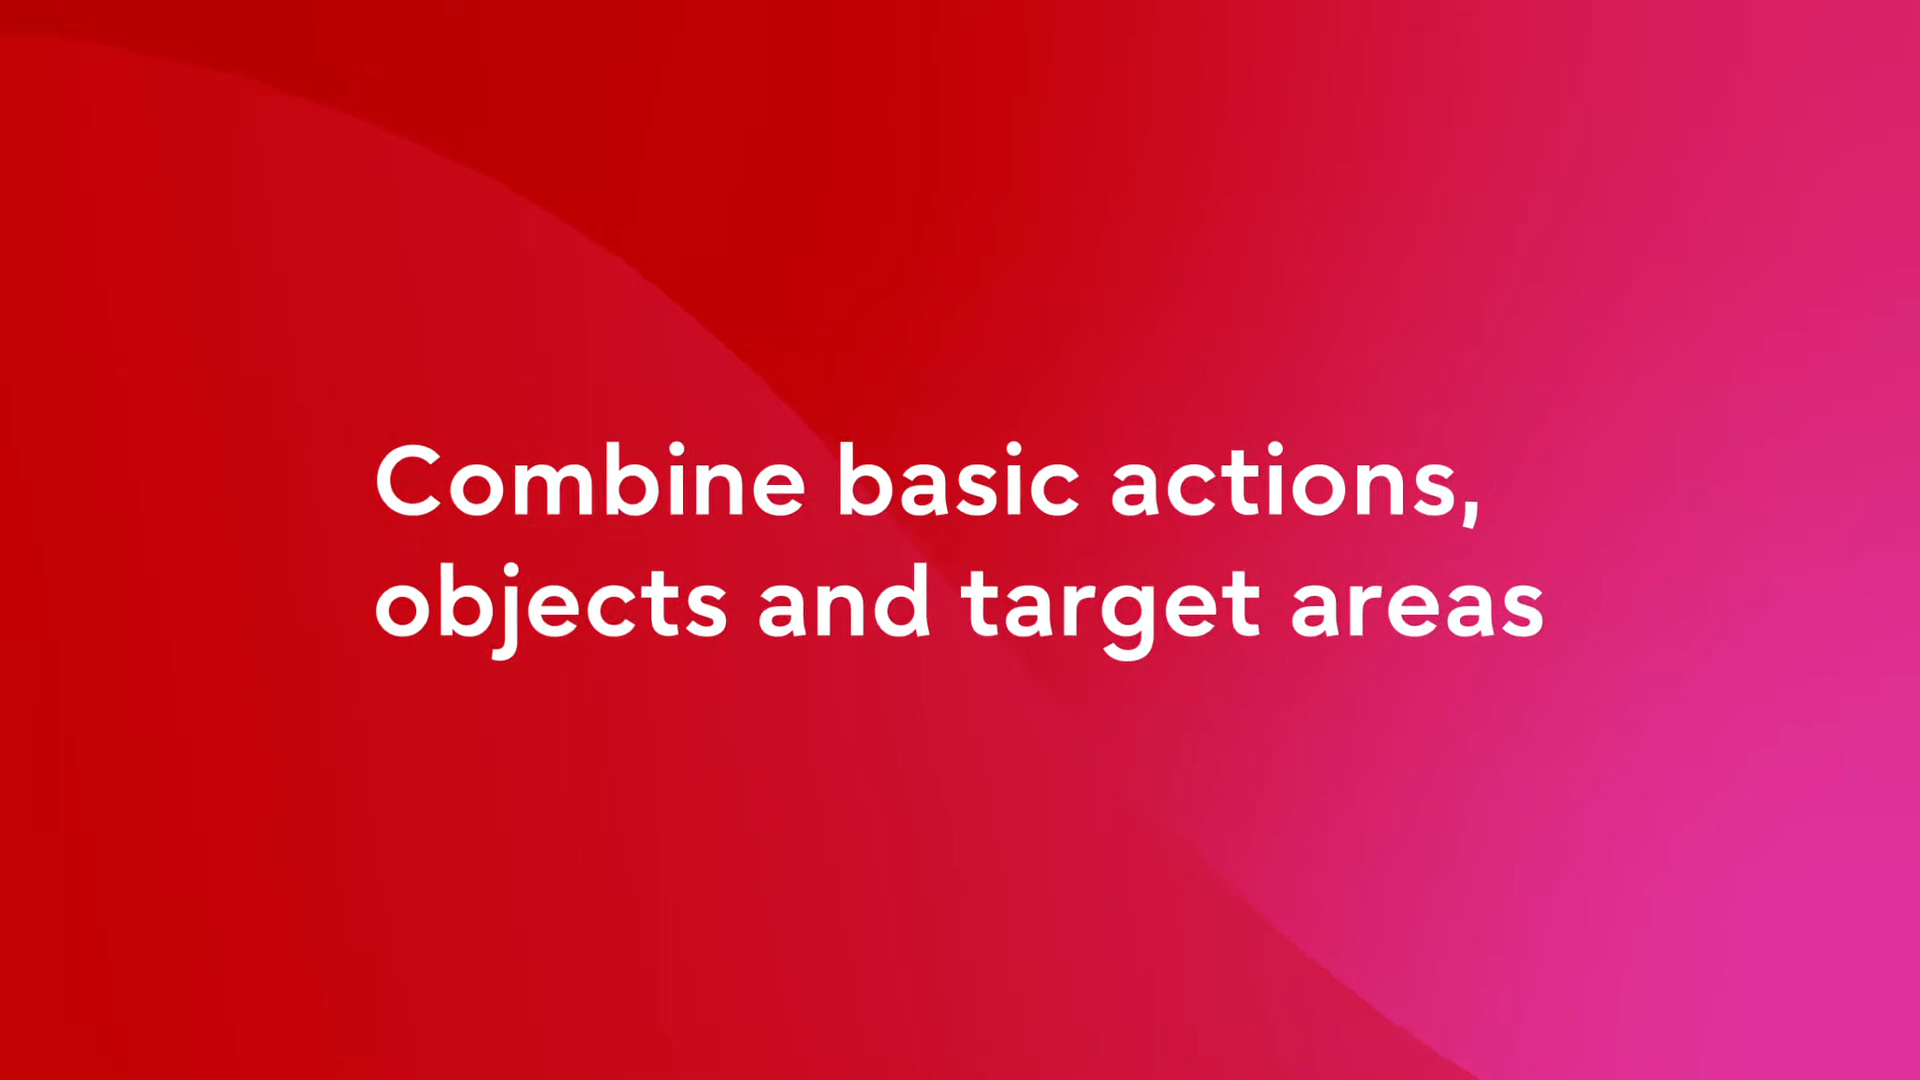 Combine basic actions,
objects and target areas